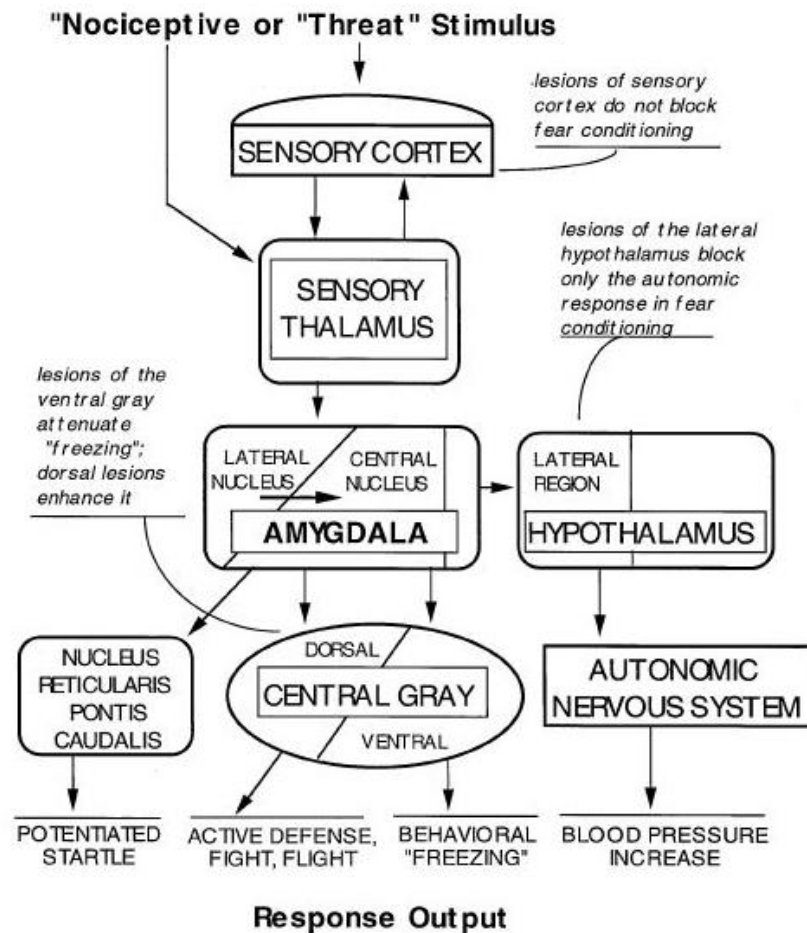 "Nociceptive or "Threat" Stimulus
lesions of sensory
cortex do not block
fear conditioning
SENSORY CORTEX
lesions of the lateral
hypothalamus block
only the autonomic
response in fear
conditioning
SENSORY
THALAMUS
lesions of the
ventral gray
attenuate
"freezing";
dorsal lesions
enhance it
LATERAL
NUCLEUS
CENTRAL
NUCLEUS
AMYGDALA
LATERAL
REGION
HYPOTHALAMUS
NUCLEUS
RETICULARIS
PONTIS
CAUDALIS
DORSAL
CENTRAL GRAY
VENTRAL
AUTONOMIC
NERVOUS SYSTEM
POTENTIATED
STARTLE
ACTIVE DEFENSE,
FIGHT, FLIGHT
BEHAVIORAL
"FREEZING"
BLOOD PRESSURE
INCREASE
Response Output